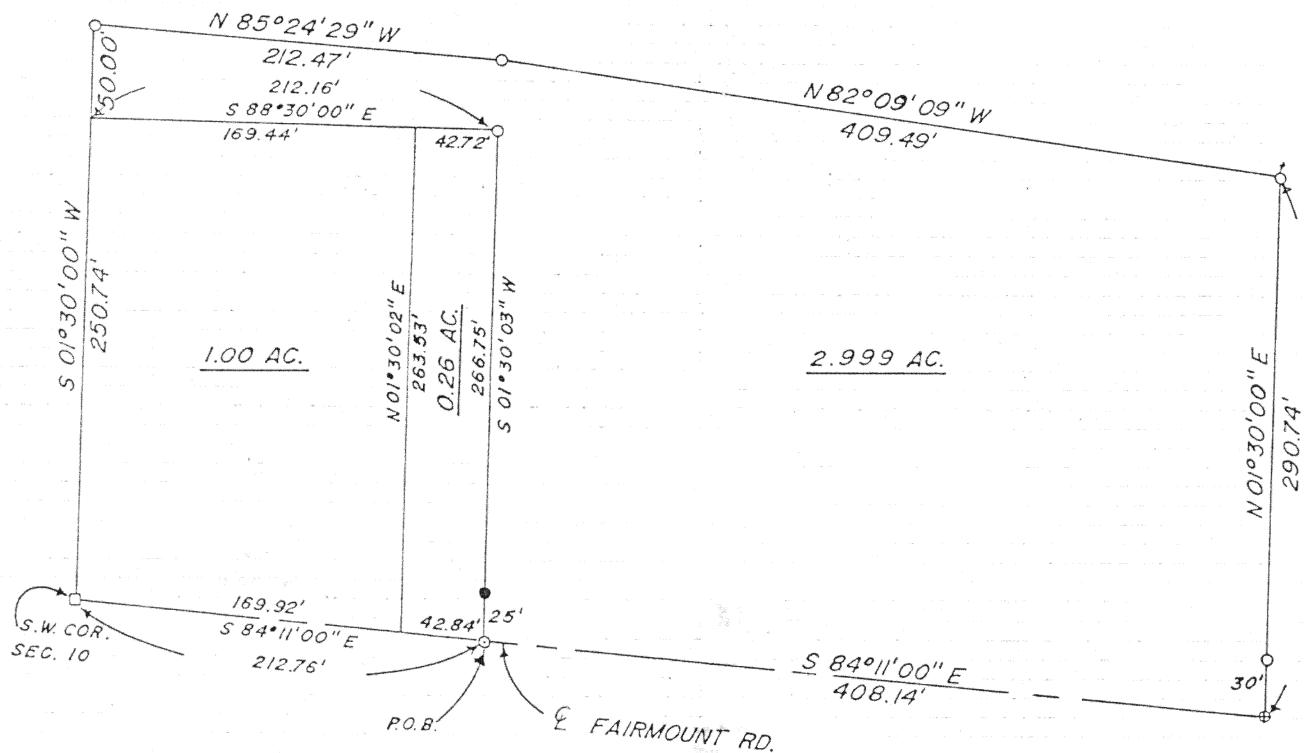 N 85°24'29" W
212.47'
50.00'
212.16'
S 88°30'00" E
169.44'
42.72'
N 82°09'09" W
409.49'
S 01°30'00" W
250.74'
1.00 AC.
N 01°30'02" E
263.53'
0.26 AC.
266.75'
S 01°30'03" W
2.999 AC.
N 01°30'00" E
290.74'
S.W. COR.
SEC. 10
169.92'
S 84°11'00" E
212.76'
42.84'
25'
P.O.B.
℄ FAIRMOUNT RD.
S 84°11'00" E
408.14'
30'